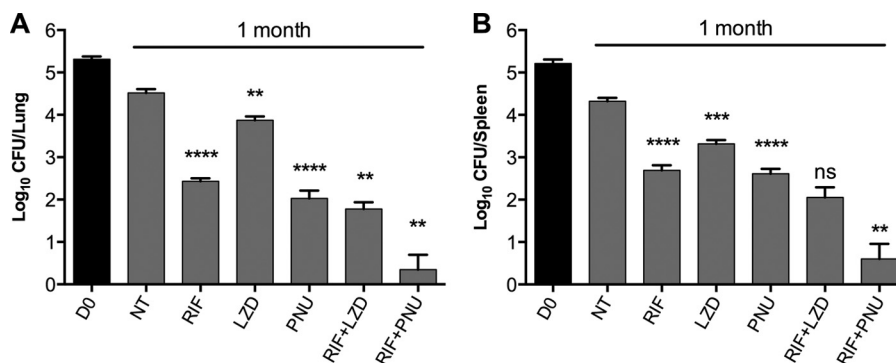 A
1 month
Log10 CFU/Lung
6
5
4
3
2
1
0
**
****
****
**
**
D0
NT
RIF
LZD
PNU
RIF+LZD
RIF+PNU
B
1 month
Log10 CFU/Spleen
6
5
4
3
2
1
0
****
***
****
ns
**
D0
NT
RIF
LZD
PNU
RIF+LZD
RIF+PNU